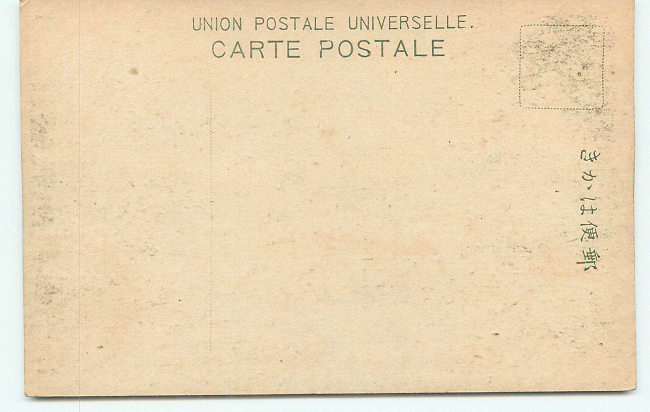 UNION POSTALE UNIVERSELLE.
CARTE POSTALE
きかは便郵